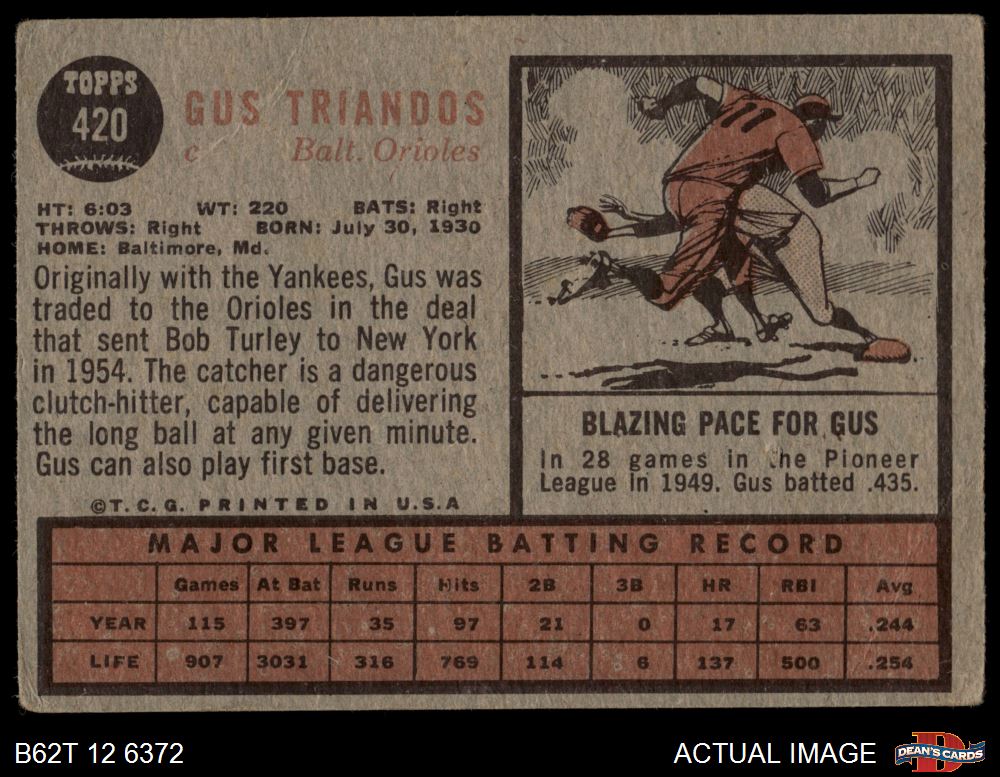 TOPPS
420
GUS TRIANDOS
c Balt. Orioles
HT: 6:03 WT: 220 BATS: Right
THROWS: Right BORN: July 30, 1930
HOME: Baltimore, Md.
Originally with the Yankees, Gus was
traded to the Orioles in the deal
that sent Bob Turley to New York
in 1954. The catcher is a dangerous
clutch-hitter, capable of delivering
the long ball at any given minute.
Gus can also play first base.
©T.C.G. PRINTED IN U.S.A
11
BLAZING PACE FOR GUS
In 28 games in the Pioneer
League in 1949. Gus batted .435.
MAJOR LEAGUE BATTING RECORD
Games At Bat Runs Hits 2B 3B HR RBI Avg
YEAR 115 397 35 97 21 0 17 63 .244
LIFE 907 3031 316 769 114 6 137 500 .254
B62T 12 6372 ACTUAL IMAGE
D
DEAN'S CARDS